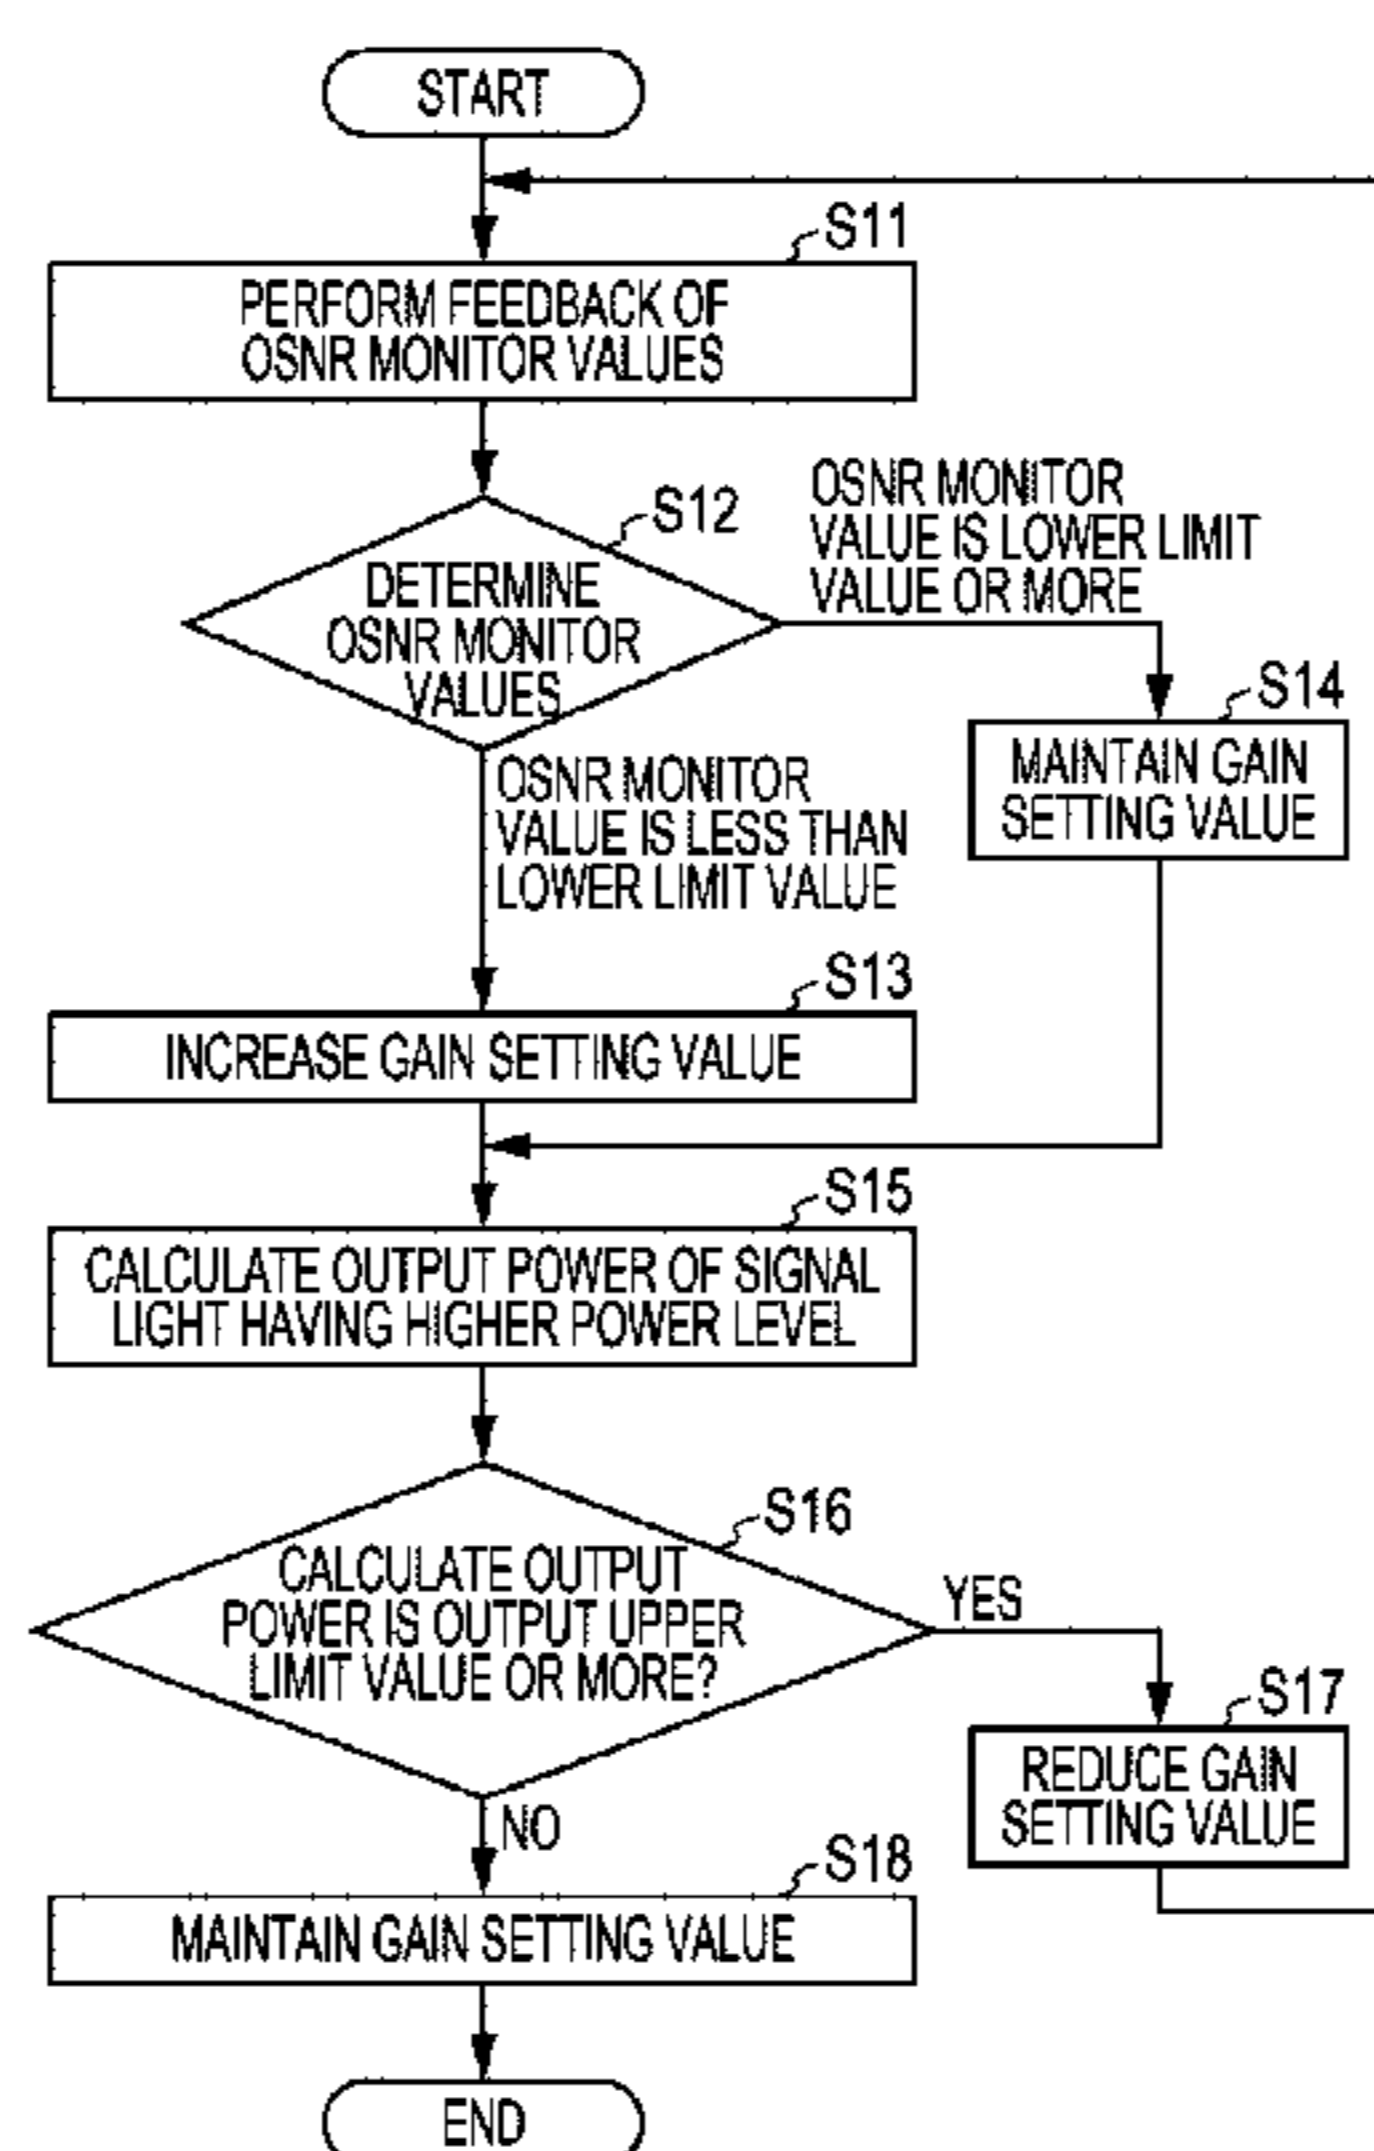 START
S11
PERFORM FEEDBACK OF
OSNR MONITOR VALUES
S12
DETERMINE
OSNR MONITOR
VALUES
OSNR MONITOR
VALUE IS LOWER LIMIT
VALUE OR MORE
S14
MAINTAIN GAIN
SETTING VALUE
OSNR MONITOR
VALUE IS LESS THAN
LOWER LIMIT VALUE
S13
INCREASE GAIN SETTING VALUE
S15
CALCULATE OUTPUT POWER OF SIGNAL
LIGHT HAVING HIGHER POWER LEVEL
S16
CALCULATE OUTPUT
POWER IS OUTPUT UPPER
LIMIT VALUE OR MORE?
YES
S17
REDUCE GAIN
SETTING VALUE
NO
S18
MAINTAIN GAIN SETTING VALUE
END